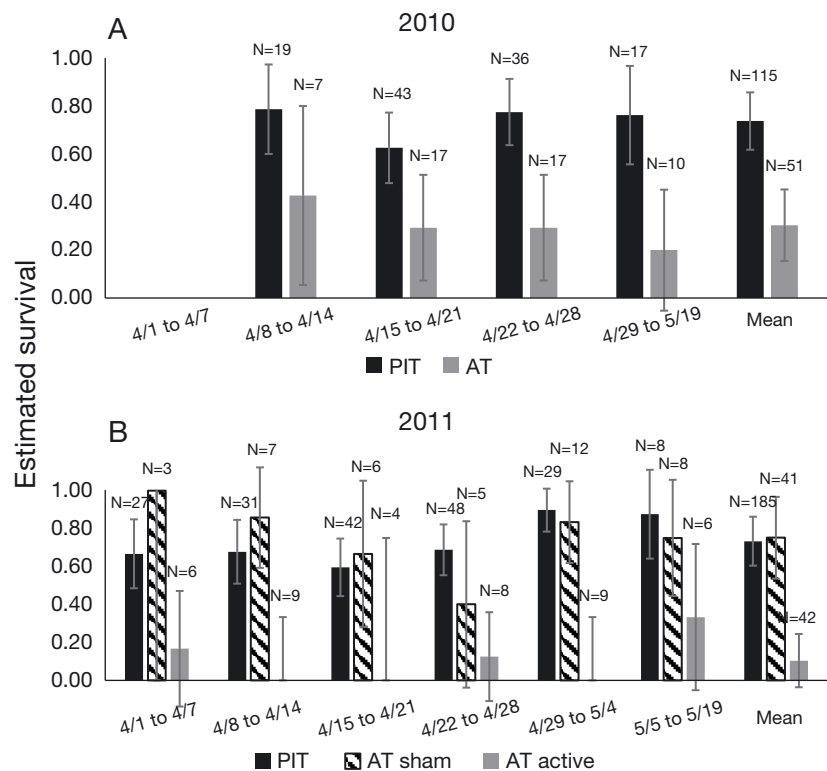 A
2010
1.00
0.80
0.60
0.40
0.20
0.00
N=19
N=7
N=43
N=17
N=36
N=17
N=17
N=10
N=115
N=51
4/1 to 4/7
4/8 to 4/14
4/15 to 4/21
4/22 to 4/28
4/29 to 5/19
Mean
PIT AT
Estimated survival
B
2011
1.00
0.80
0.60
0.40
0.20
0.00
N=27
N=3
N=6
N=31
N=7
N=9
N=42
N=6
N=4
N=48
N=5
N=8
N=29
N=12
N=9
N=8
N=8
N=6
N=185
N=41
N=42
4/1 to 4/7
4/8 to 4/14
4/15 to 4/21
4/22 to 4/28
4/29 to 5/4
5/5 to 5/19
Mean
PIT AT sham AT active